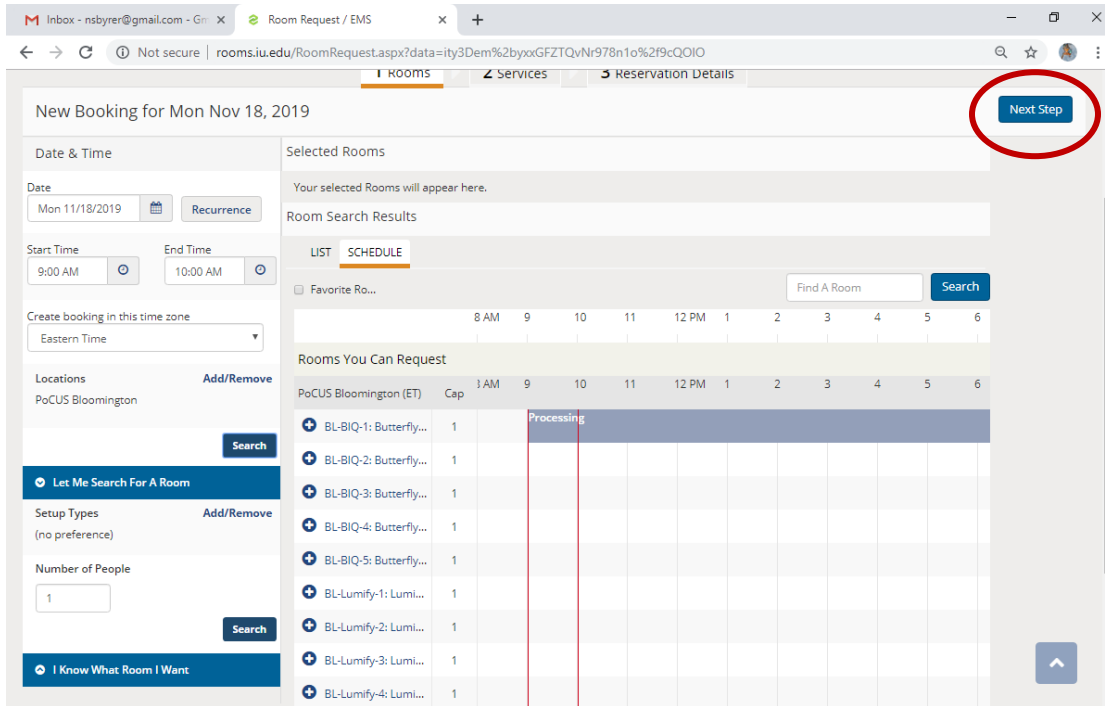 Inbox - nsbyrer@gmail.com - Gm
Room Request / EMS
Not secure | rooms.iu.edu/RoomRequest.aspx?data=ity3Dem%2byxxGFZTQvNr978n1o%2f9cQOIO
1 Rooms 2 Services 3 Reservation Details
New Booking for Mon Nov 18, 2019
Next Step
Date & Time
Date
Mon 11/18/2019
Recurrence
Start Time End Time
9:00 AM 10:00 AM
Create booking in this time zone
Eastern Time
Locations Add/Remove
PoCUS Bloomington
Search
Let Me Search For A Room
Setup Types Add/Remove
(no preference)
Number of People
1
Search
I Know What Room I Want
Selected Rooms
Your selected Rooms will appear here.
Room Search Results
LIST SCHEDULE
Favorite Ro...
Find A Room Search
8 AM 9 10 11 12 PM 1 2 3 4 5 6
Rooms You Can Request
PoCUS Bloomington (ET) Cap AM 9 10 11 12 PM 1 2 3 4 5 6
BL-BIQ-1: Butterfly... 1 Processing
BL-BIQ-2: Butterfly... 1
BL-BIQ-3: Butterfly... 1
BL-BIQ-4: Butterfly... 1
BL-BIQ-5: Butterfly... 1
BL-Lumify-1: Lumi... 1
BL-Lumify-2: Lumi... 1
BL-Lumify-3: Lumi... 1
BL-Lumify-4: Lumi... 1